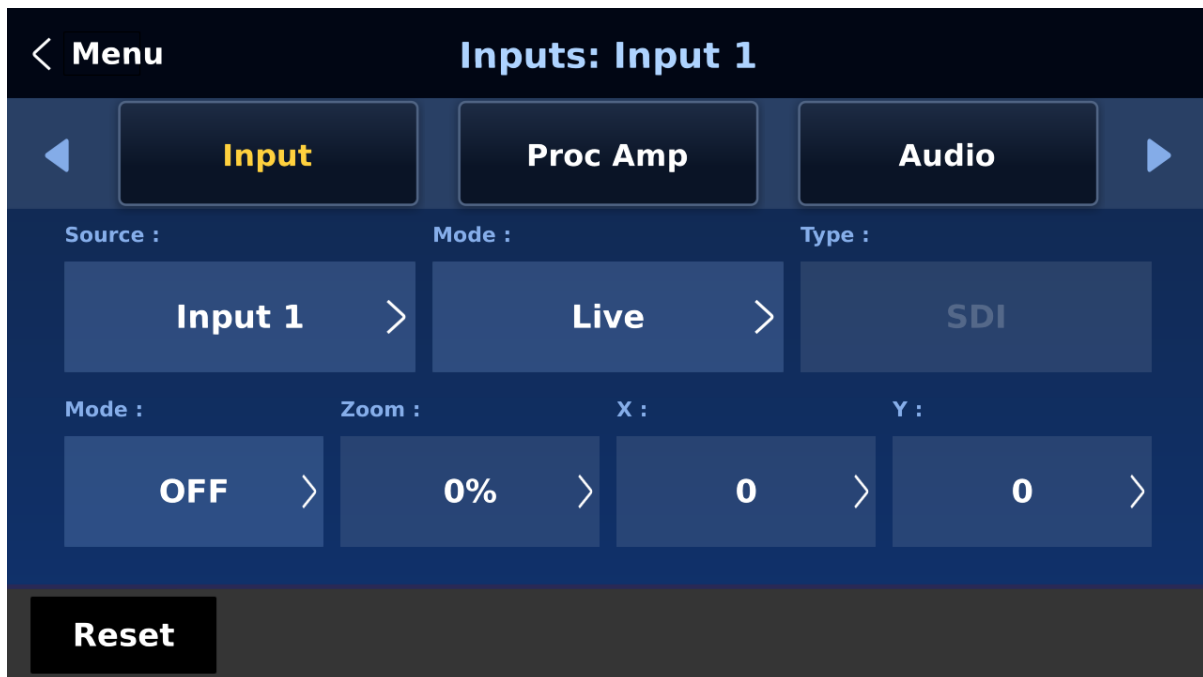 Menu
Inputs: Input 1
Input
Proc Amp
Audio
Source :
Mode :
Type :
Input 1
Live
SDI
Mode :
Zoom :
X :
Y :
OFF
0%
0
0
Reset